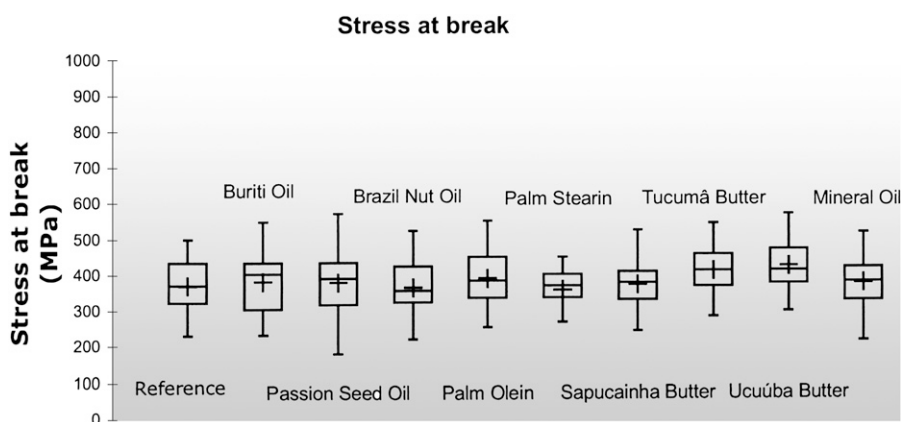 Stress at break
Stress at break
(MPa)
1000
900
800
700
600
500
400
300
200
100
0
Buriti Oil
Brazil Nut Oil
Palm Stearin
Tucumâ Butter
Mineral Oil
Reference
Passion Seed Oil
Palm Olein
Sapucainha Butter
Ucuúba Butter